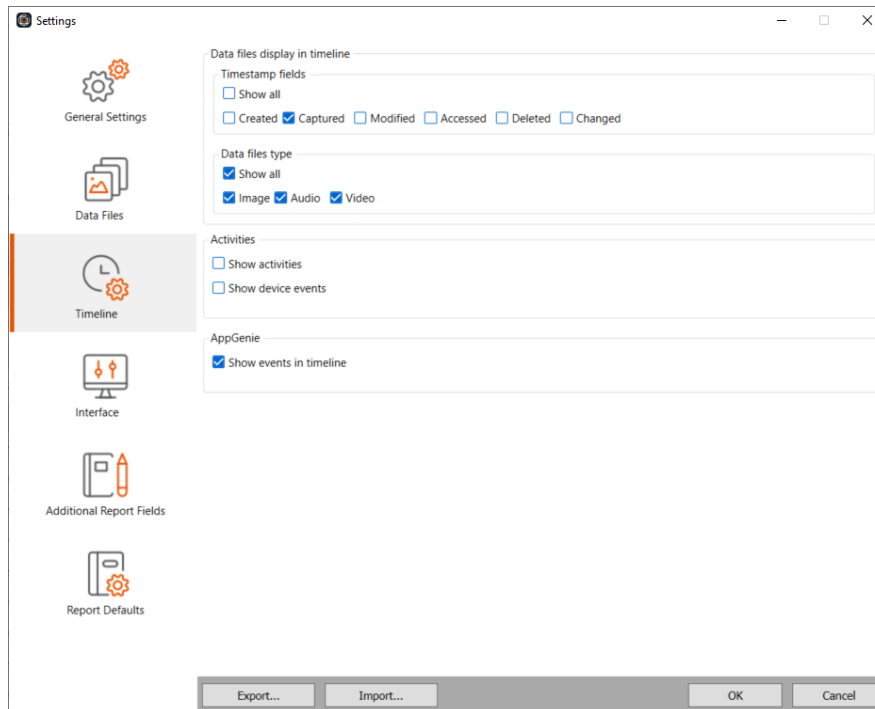 Settings
General Settings
Data Files
Timeline
Interface
Additional Report Fields
Report Defaults
Data files display in timeline
Timestamp fields
Show all
Created Captured Modified Accessed Deleted Changed
Data files type
Show all
Image Audio Video
Activities
Show activities
Show device events
AppGenie
Show events in timeline
Export... Import... OK Cancel